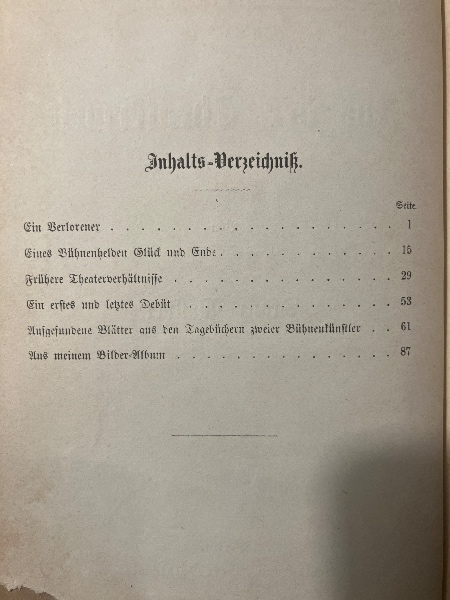 Inhalts-Verzeichniß.
Seite.
Ein Verlorener . . . . . . . . . . . . . . . . . . . . 1
Eines Bühnenhelden Glück und Ende . . . . . . . . . . . 15
Frühere Theaterverhältnisse . . . . . . . . . . . . . . 29
Ein erstes und letztes Debüt . . . . . . . . . . . . . 53
Aufgefundene Blätter aus den Tagebüchern zweier Bühnenkünstler . . 61
Aus meinem Bilder-Album . . . . . . . . . . . . . . 87